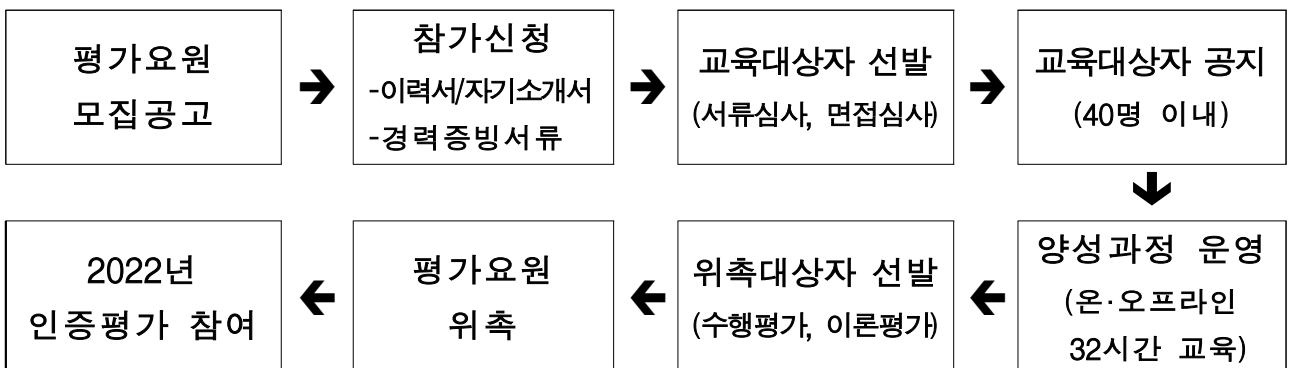 평가요원
모집공고
참가신청
-이력서/자기소개서
-경력증빙서류
교육대상자 선발
(서류심사, 면접심사)
교육대상자 공지
(40명 이내)
양성과정 운영
(온·오프라인
32시간 교육)
위촉대상자 선발
(수행평가, 이론평가)
평가요원
위촉
2022년
인증평가 참여